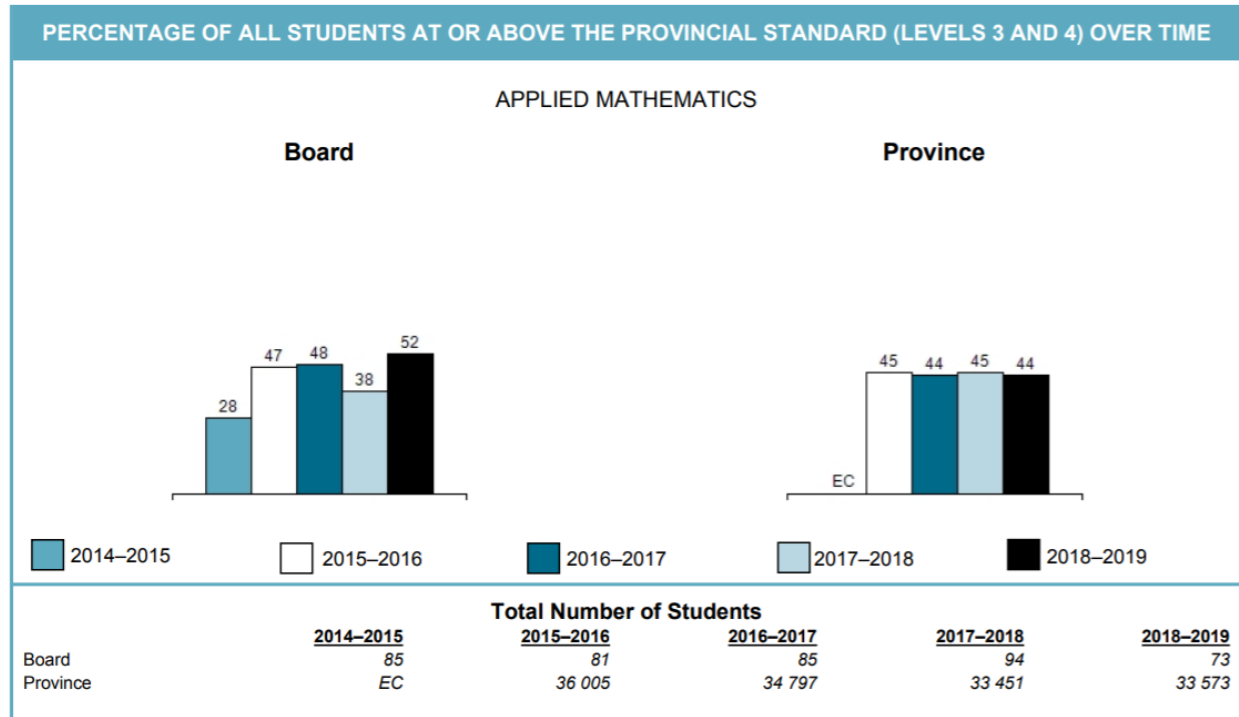 PERCENTAGE OF ALL STUDENTS AT OR ABOVE THE PROVINCIAL STANDARD (LEVELS 3 AND 4) OVER TIME
APPLIED MATHEMATICS
Board
28 47 48 38 52
Province
EC 45 44 45 44
2014–2015 2015–2016 2016–2017 2017–2018 2018–2019
Total Number of Students
2014–2015 2015–2016 2016–2017 2017–2018 2018–2019
Board 85 81 85 94 73
Province EC 36 005 34 797 33 451 33 573